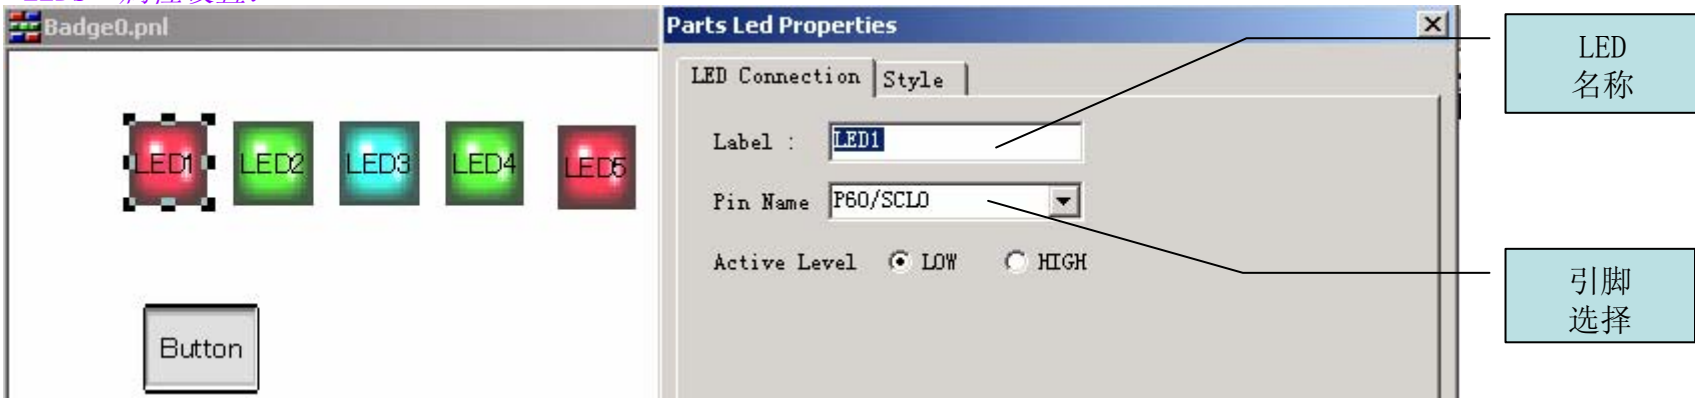 Badge0.pnl
LED1
LED2
LED3
LED4
LED5
Button
Parts Led Properties
LED Connection
Style
Label :
LED1
Pin Name
P60/SCL0
Active Level
LOW
HIGH
LED
名称
引脚
选择